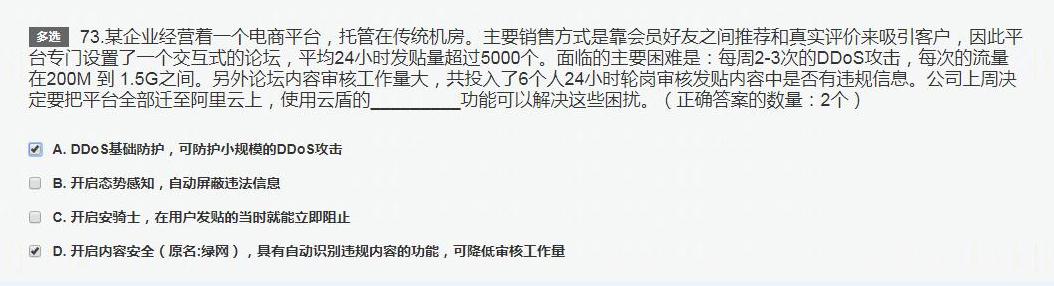 多选 73.某企业经营着一个电商平台，托管在传统机房。主要销售方式是靠会员好友之间推荐和真实评价来吸引客户，因此平
台专门设置了一个交互式的论坛，平均24小时发贴量超过5000个。面临的主要困难是：每周2-3次的DDoS攻击，每次的流量
在200M 到 1.5G之间。另外论坛内容审核工作量大，共投入了6个人24小时轮岗审核发贴内容中是否有违规信息。公司上周决
定要把平台全部迁至阿里云上，使用云盾的_________功能可以解决这些困扰。（正确答案的数量：2个）
A. DDoS基础防护，可防护小规模的DDoS攻击
B. 开启态势感知，自动屏蔽违法信息
C. 开启安骑士，在用户发贴的当时就能立即阻止
D. 开启内容安全（原名:绿网），具有自动识别违规内容的功能，可降低审核工作量